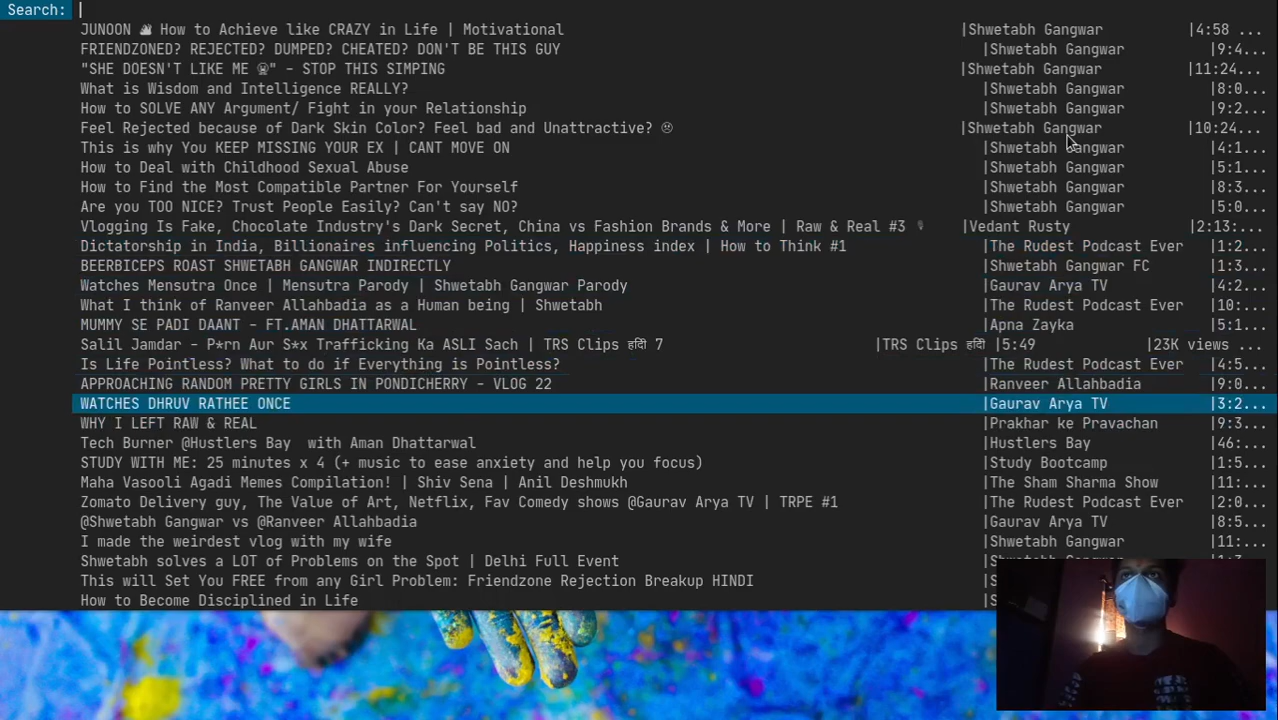 Search:
JUNOON 🔥 How to Achieve like CRAZY in Life | Motivational |Shwetabh Gangwar |4:58 ...
FRIENDZONED? REJECTED? DUMPED? CHEATED? DON'T BE THIS GUY |Shwetabh Gangwar |9:4...
"SHE DOESN'T LIKE ME 😭" - STOP THIS SIMPING |Shwetabh Gangwar |11:24...
What is Wisdom and Intelligence REALLY? |Shwetabh Gangwar |8:0...
How to SOLVE ANY Argument/ Fight in your Relationship |Shwetabh Gangwar |9:2...
Feel Rejected because of Dark Skin Color? Feel bad and Unattractive? 🙁 |Shwetabh Gangwar |10:24...
This is why You KEEP MISSING YOUR EX | CANT MOVE ON |Shwetabh Gangwar |4:1...
How to Deal with Childhood Sexual Abuse |Shwetabh Gangwar |5:1...
How to Find the Most Compatible Partner For Yourself |Shwetabh Gangwar |8:3...
Are you TOO NICE? Trust People Easily? Can't say NO? |Shwetabh Gangwar |5:0...
Vlogging Is Fake, Chocolate Industry's Dark Secret, China vs Fashion Brands & More | Raw & Real #3 |Vedant Rusty |2:13:...
Dictatorship in India, Billionaires influencing Politics, Happiness index | How to Think #1 |The Rudest Podcast Ever |1:2...
BEERBICEPS ROAST SHWETABH GANGWAR INDIRECTLY |Shwetabh Gangwar FC |1:3...
Watches Mensutra Once | Mensutra Parody | Shwetabh Gangwar Parody |Gaurav Arya TV |4:2...
What I think of Ranveer Allahbadia as a Human being | Shwetabh |The Rudest Podcast Ever |10:...
MUMMY SE PADI DAANT - FT.AMAN DHATTARWAL |Apna Zayka |5:1...
Salil Jamdar - P*rn Aur S*x Trafficking Ka ASLI Sach | TRS Clips हिंदी 7 |TRS Clips हिंदी |5:49 |23K views ...
Is Life Pointless? What to do if Everything is Pointless? |The Rudest Podcast Ever |4:5...
APPROACHING RANDOM PRETTY GIRLS IN PONDICHERRY - VLOG 22 |Ranveer Allahbadia |9:0...
WATCHES DHRUV RATHEE ONCE |Gaurav Arya TV |3:2...
WHY I LEFT RAW & REAL |Prakhar ke Pravachan |9:3...
Tech Burner @Hustlers Bay with Aman Dhattarwal |Hustlers Bay |46:...
STUDY WITH ME: 25 minutes x 4 (+ music to ease anxiety and help you focus) |Study Bootcamp |1:5...
Maha Vasooli Agadi Memes Compilation! | Shiv Sena | Anil Deshmukh |The Sham Sharma Show |11:...
Zomato Delivery guy, The Value of Art, Netflix, Fav Comedy shows @Gaurav Arya TV | TRPE #1 |The Rudest Podcast Ever |2:0...
@Shwetabh Gangwar vs @Ranveer Allahbadia |Gaurav Arya TV |8:5...
I made the weirdest vlog with my wife |Shwetabh Gangwar |11:...
Shwetabh solves a LOT of Problems on the Spot | Delhi Full Event
This will Set You FREE from any Girl Problem: Friendzone Rejection Breakup HINDI
How to Become Disciplined in Life